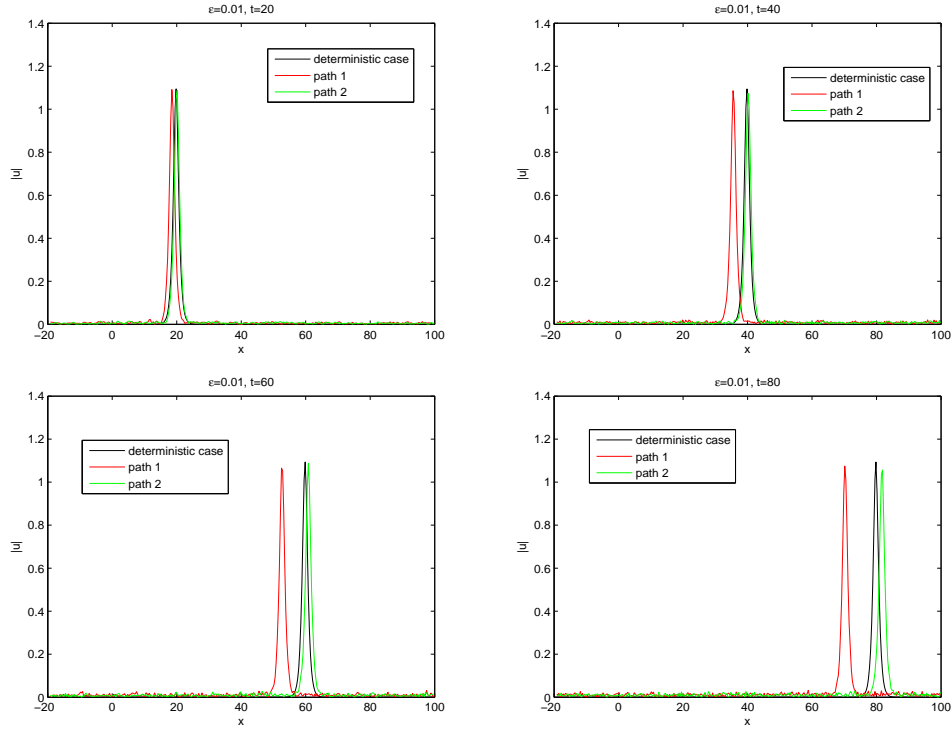 ε=0.01, t=20
1.4
1.2
1
0.8
0.6
0.4
0.2
0
|u|
−20 0 20 40 60 80 100
x
deterministic case
path 1
path 2
ε=0.01, t=40
1.4
1.2
1
0.8
0.6
0.4
0.2
0
|u|
−20 0 20 40 60 80 100
x
deterministic case
path 1
path 2
ε=0.01, t=60
1.4
1.2
1
0.8
0.6
0.4
0.2
0
|u|
−20 0 20 40 60 80 100
x
deterministic case
path 1
path 2
ε=0.01, t=80
1.4
1.2
1
0.8
0.6
0.4
0.2
0
|u|
−20 0 20 40 60 80 100
x
deterministic case
path 1
path 2